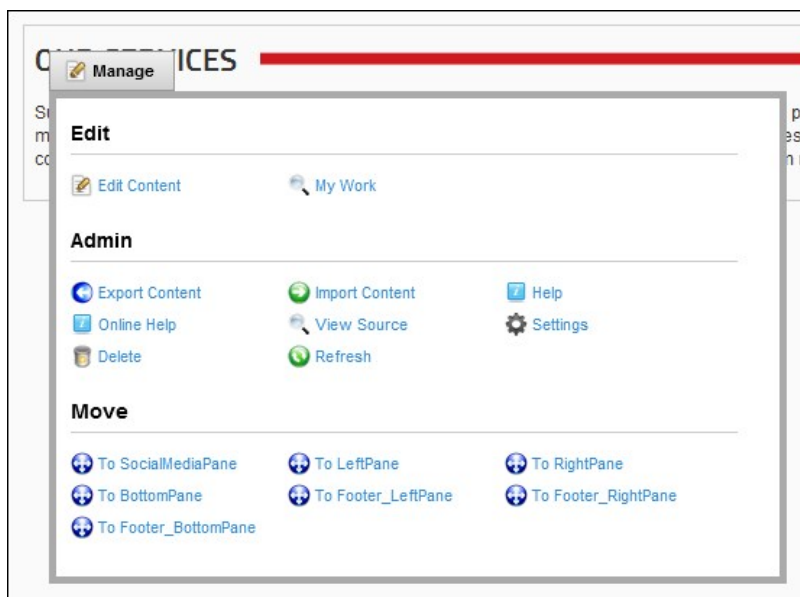 ICES
Manage
Edit
Edit Content My Work
Admin
Export Content Import Content Help
Online Help View Source Settings
Delete Refresh
Move
To SocialMediaPane To LeftPane To RightPane
To BottomPane To Footer_LeftPane To Footer_RightPane
To Footer_BottomPane